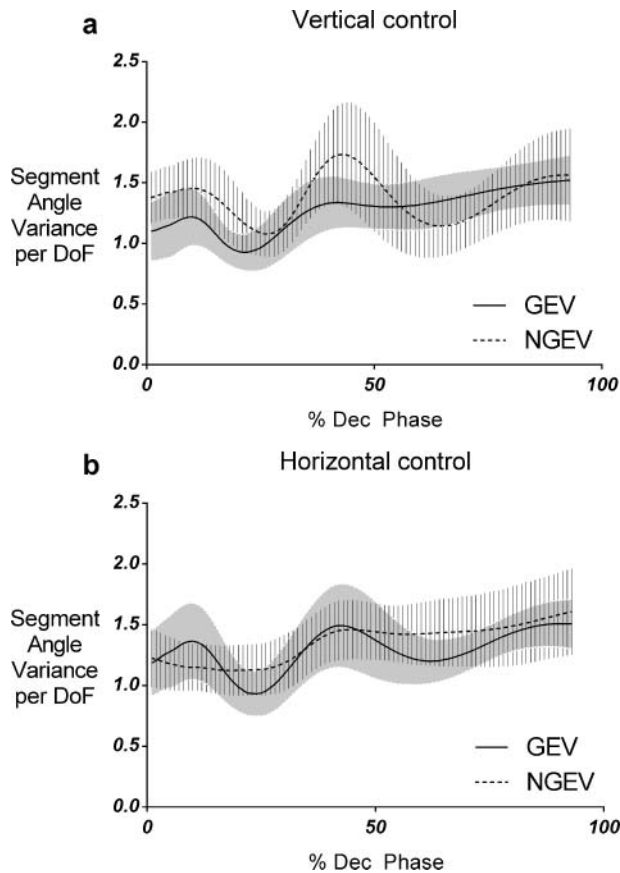 a
Vertical control
2.5
2.0
1.5
1.0
0.5
0.0
Segment
Angle
Variance
per DoF
GEV
NGEV
0
50
100
% Dec Phase
b
Horizontal control
2.5
2.0
1.5
1.0
0.5
0.0
Segment
Angle
Variance
per DoF
GEV
NGEV
0
50
100
% Dec Phase